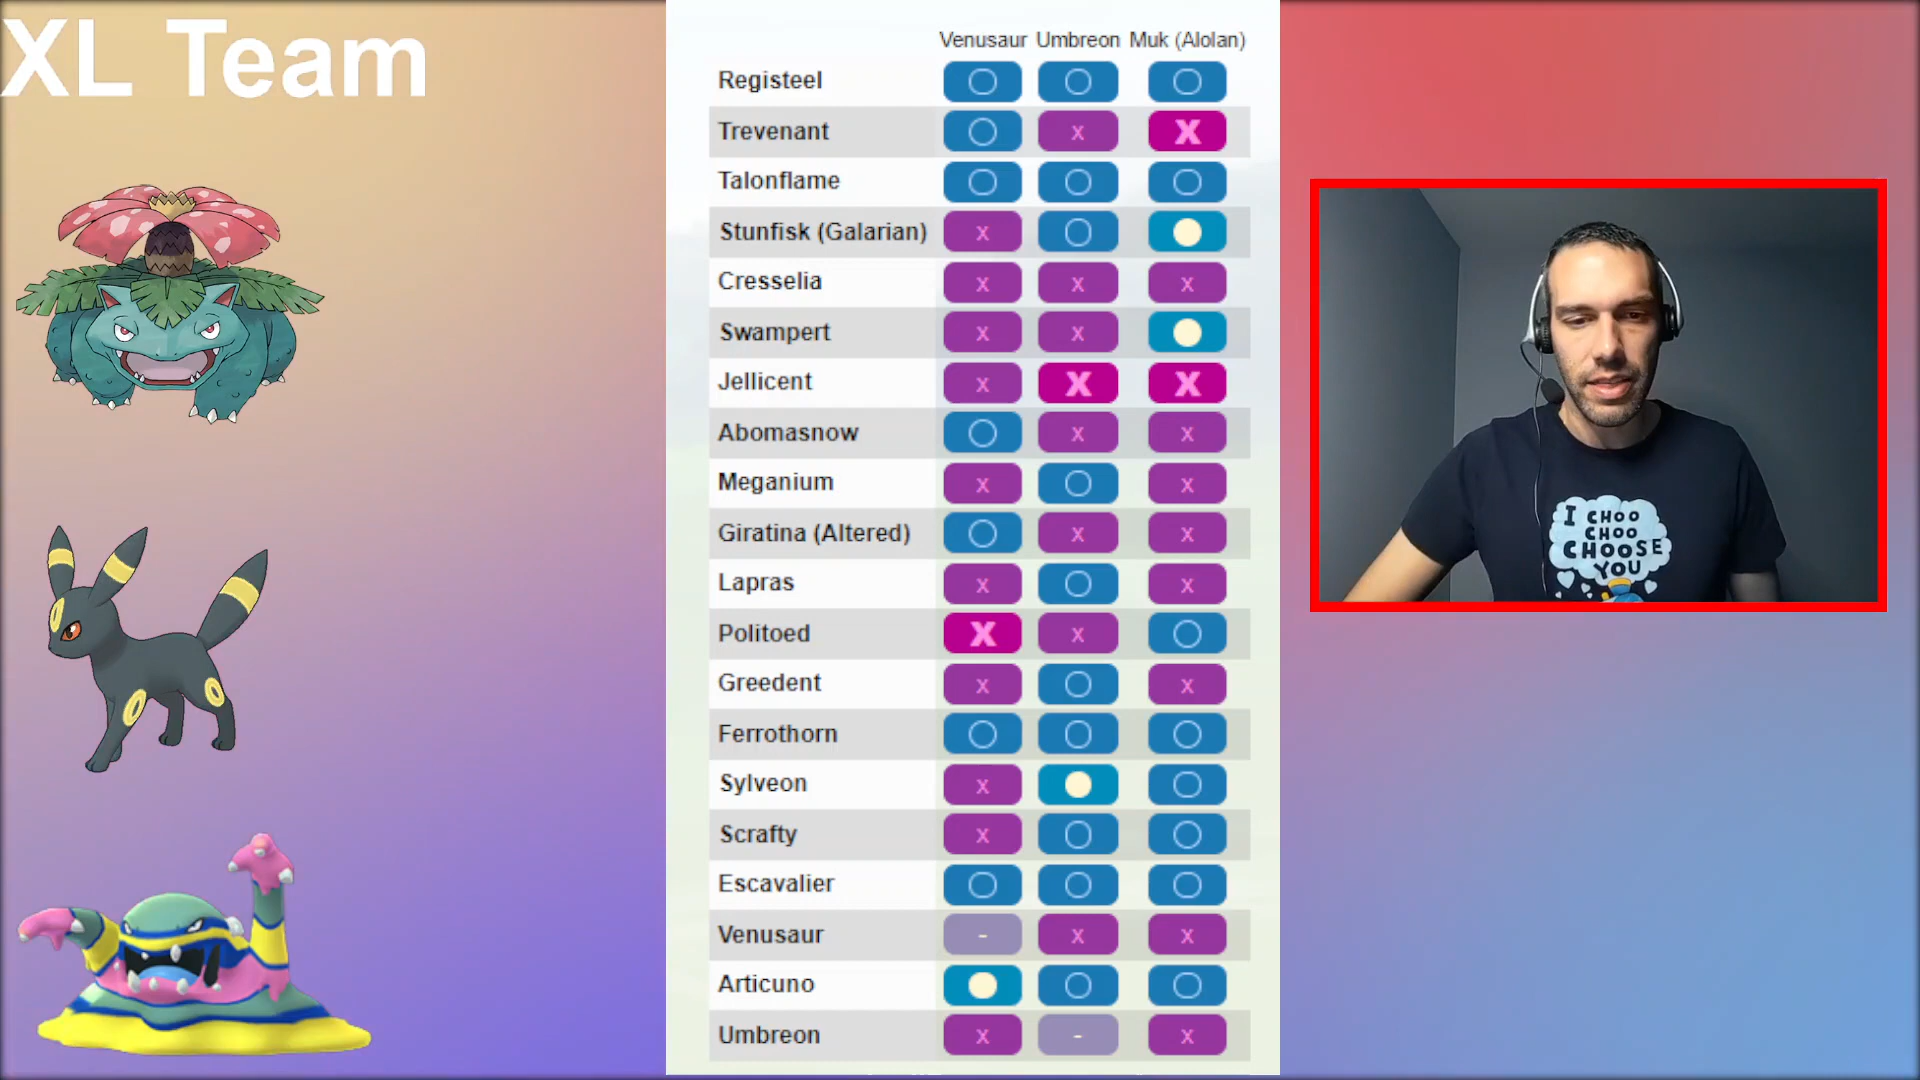 XL Team
Venusaur Umbreon Muk (Alolan)
Registeel
Trevenant x X
Talonflame
Stunfisk (Galarian) x
Cresselia x x x
Swampert x x
Jellicent x X X
Abomasnow x x
Meganium x x
Giratina (Altered) x x
Lapras x x
Politoed X x
Greedent x x
Ferrothorn
Sylveon x
Scrafty x
Escavalier
Venusaur - x x
Articuno
Umbreon x - x
I CHOO
CHOO
CHOOSE
YOU